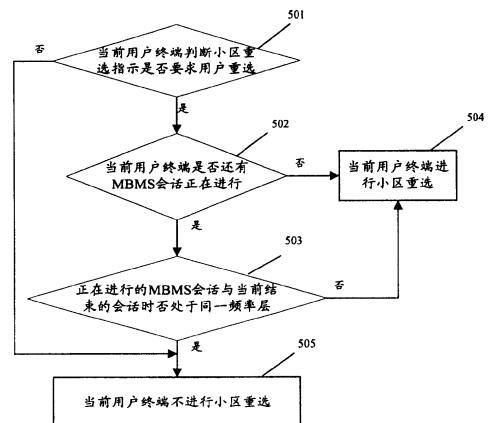 501
否
当前用户终端判断小区重
选指示是否要求用户重选
是
502
504
当前用户终端是否还有
MBMS会话正在进行
否
当前用户终端进
行小区重选
是
503
正在进行的MBMS会话与当前结
束的会话时否处于同一频率层
否
是
505
当前用户终端不进行小区重选